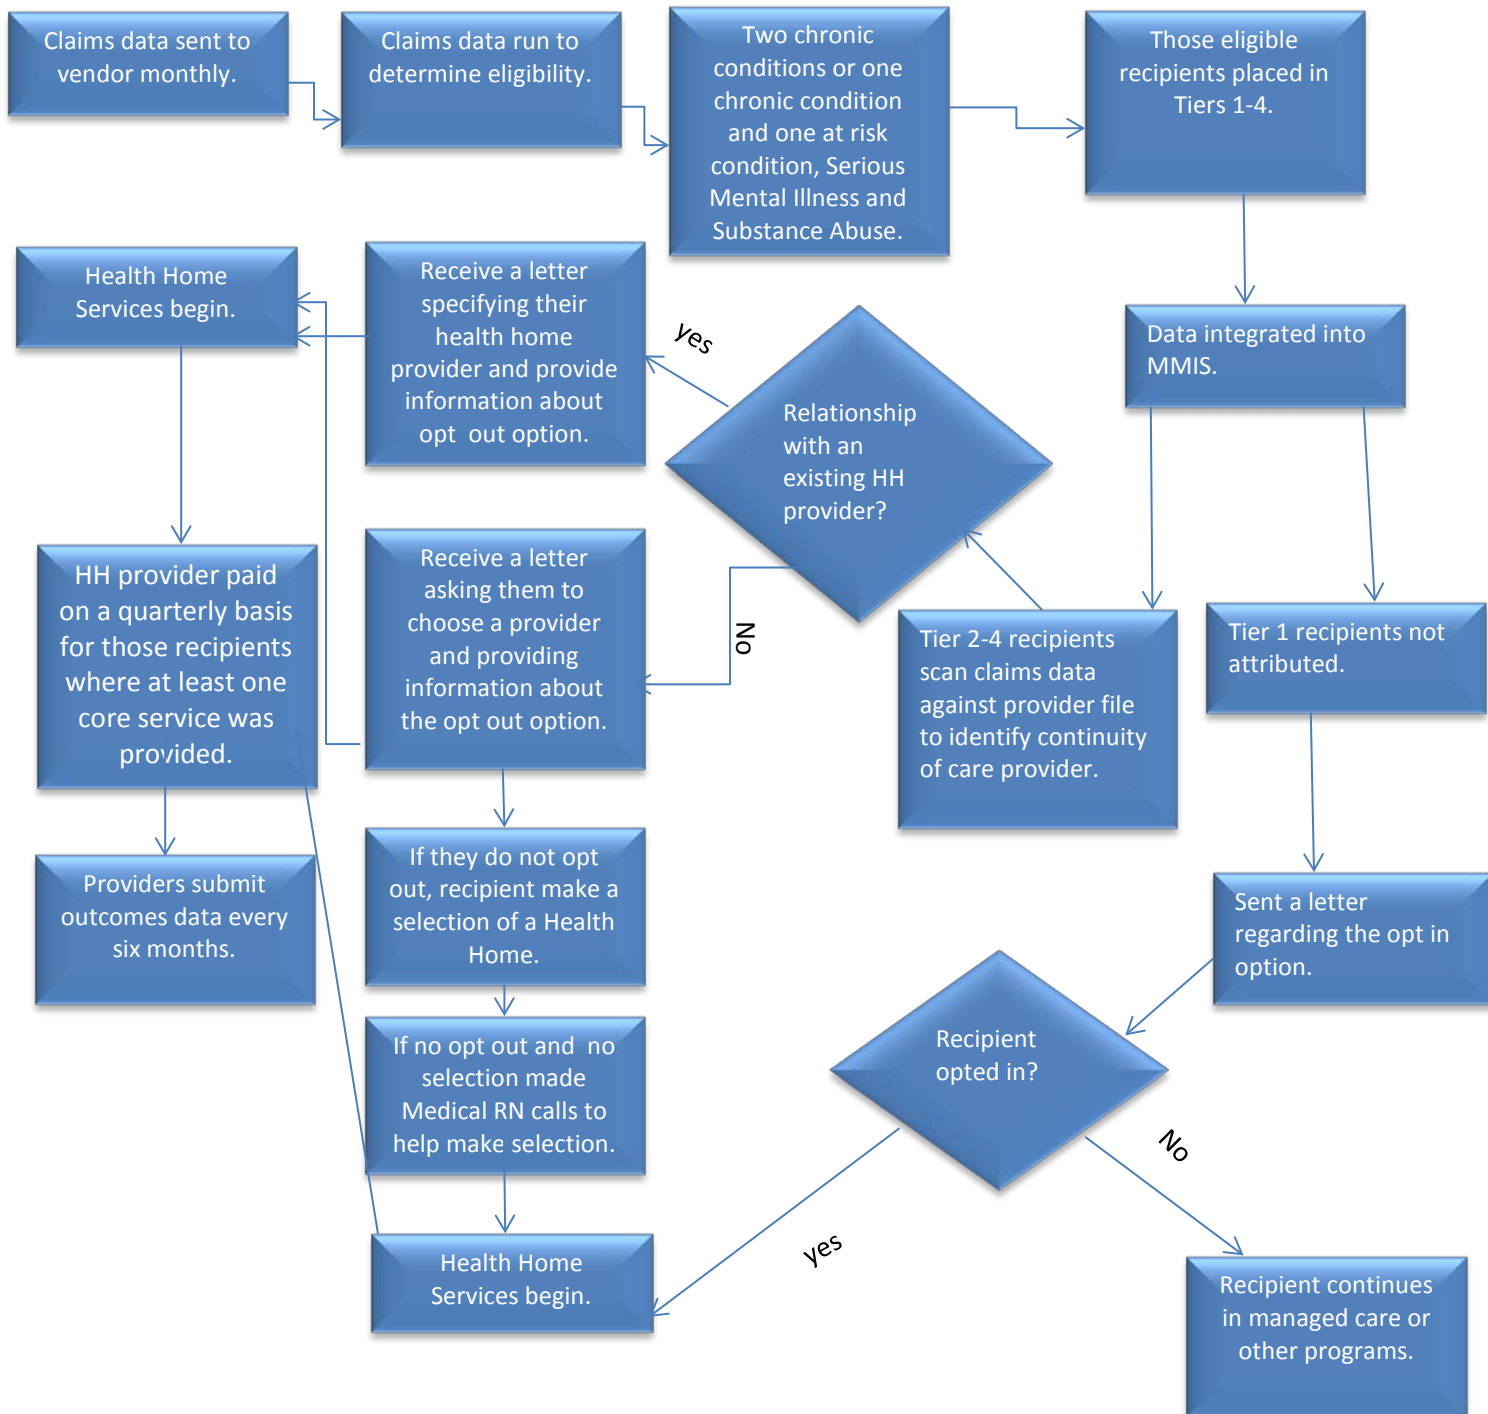 Claims data sent to
vendor monthly.
Claims data run to
determine eligibility.
Two chronic
conditions or one
chronic condition
and one at risk
condition, Serious
Mental Illness and
Substance Abuse.
Those eligible
recipients placed in
Tiers 1-4.
Health Home
Services begin.
Receive a letter
specifying their
health home
provider and provide
information about
opt  out option.
yes
Relationship
with an
existing HH
provider?
Data integrated into
MMIS.
HH provider paid
on a quarterly basis
for those recipients
where at least one
core service was
provided.
Receive a letter
asking them to
choose a provider
and providing
information about
the opt out option.
No
Tier 2-4 recipients
scan claims data
against provider file
to identify continuity
of care provider.
Tier 1 recipients not
attributed.
Providers submit
outcomes data every
six months.
If they do not opt
out, recipient make a
selection of a Health
Home.
Sent a letter
regarding the opt in
option.
If no opt out and  no
selection made
Medical RN calls to
help make selection.
Recipient
opted in?
No
yes
Health Home
Services begin.
Recipient continues
in managed care or
other programs.